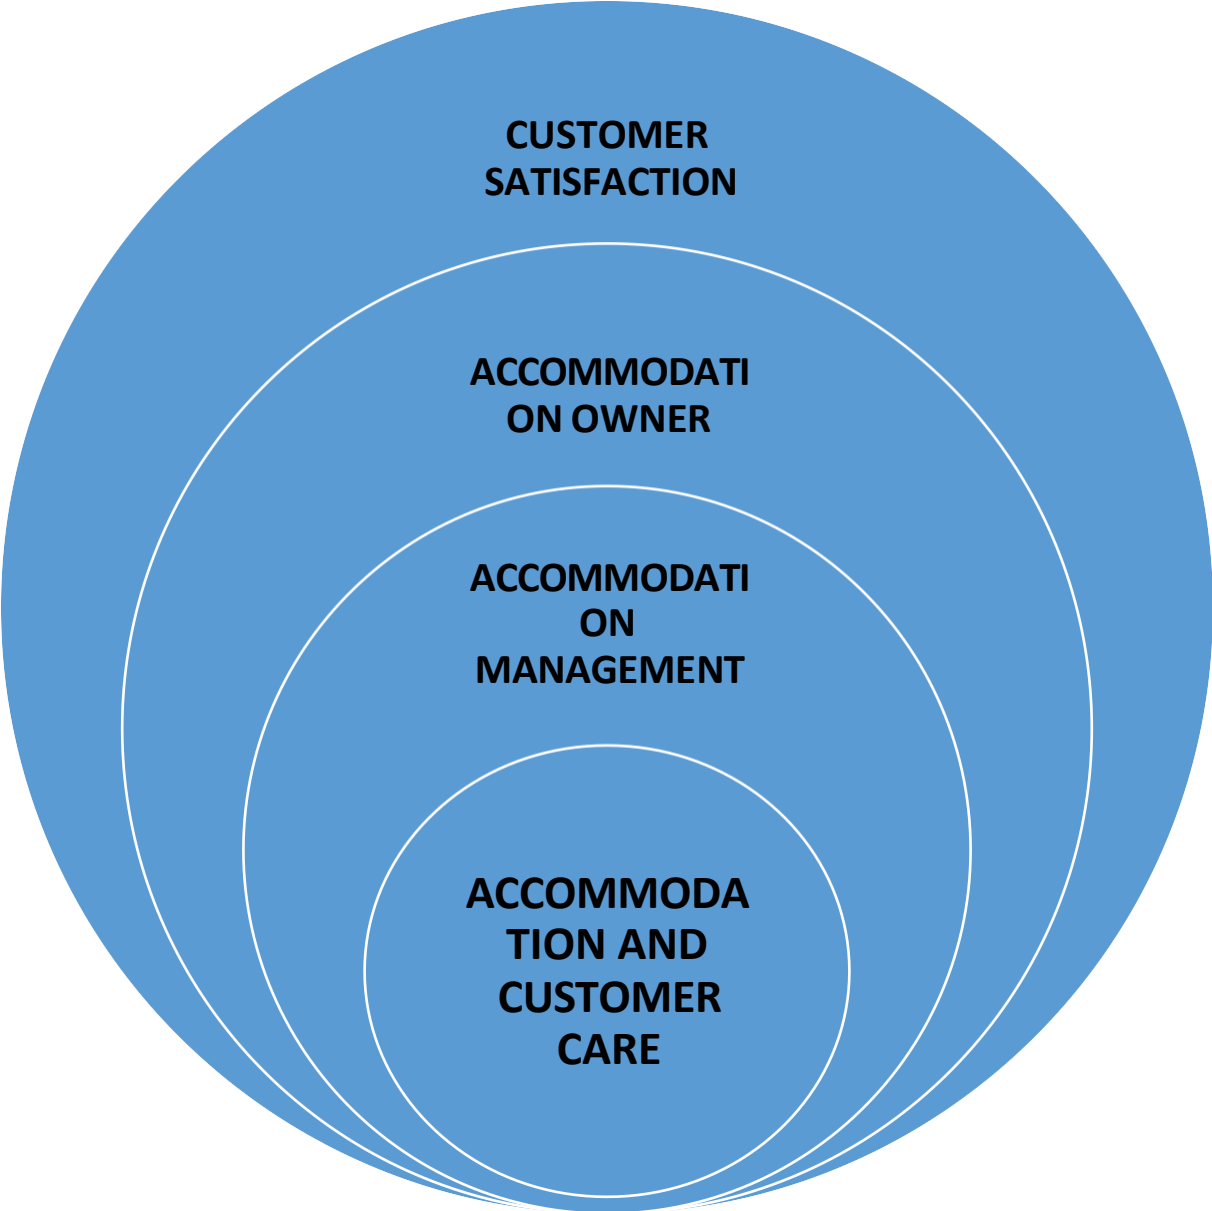 CUSTOMER
SATISFACTION
ACCOMMODATI
ON OWNER
ACCOMMODATI
ON
MANAGEMENT
ACCOMMODA
TION AND
CUSTOMER
CARE